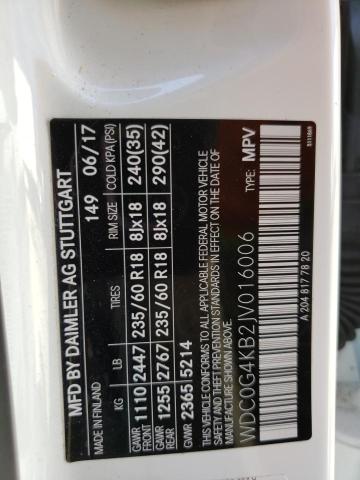 MFD BY DAIMLER AG STUTTGART
MADE IN FINLAND 149 06/17
KG LB TIRES RIM SIZE COLD KPA (PSI)
GAWR FRONT 1110 2447 235/60 R18 8Jx18 240(35)
GAWR REAR 1255 2767 235/60 R18 8Jx18 290(42)
GVWR 2365 5214
THIS VEHICLE CONFORMS TO ALL APPLICABLE FEDERAL MOTOR VEHICLE
SAFETY AND THEFT PREVENTION STANDARDS IN EFFECT ON THE DATE OF
MANUFACTURE SHOWN ABOVE.
WDC0G4KB2JV016006 TYPE: MPV
A 204 817 78 20